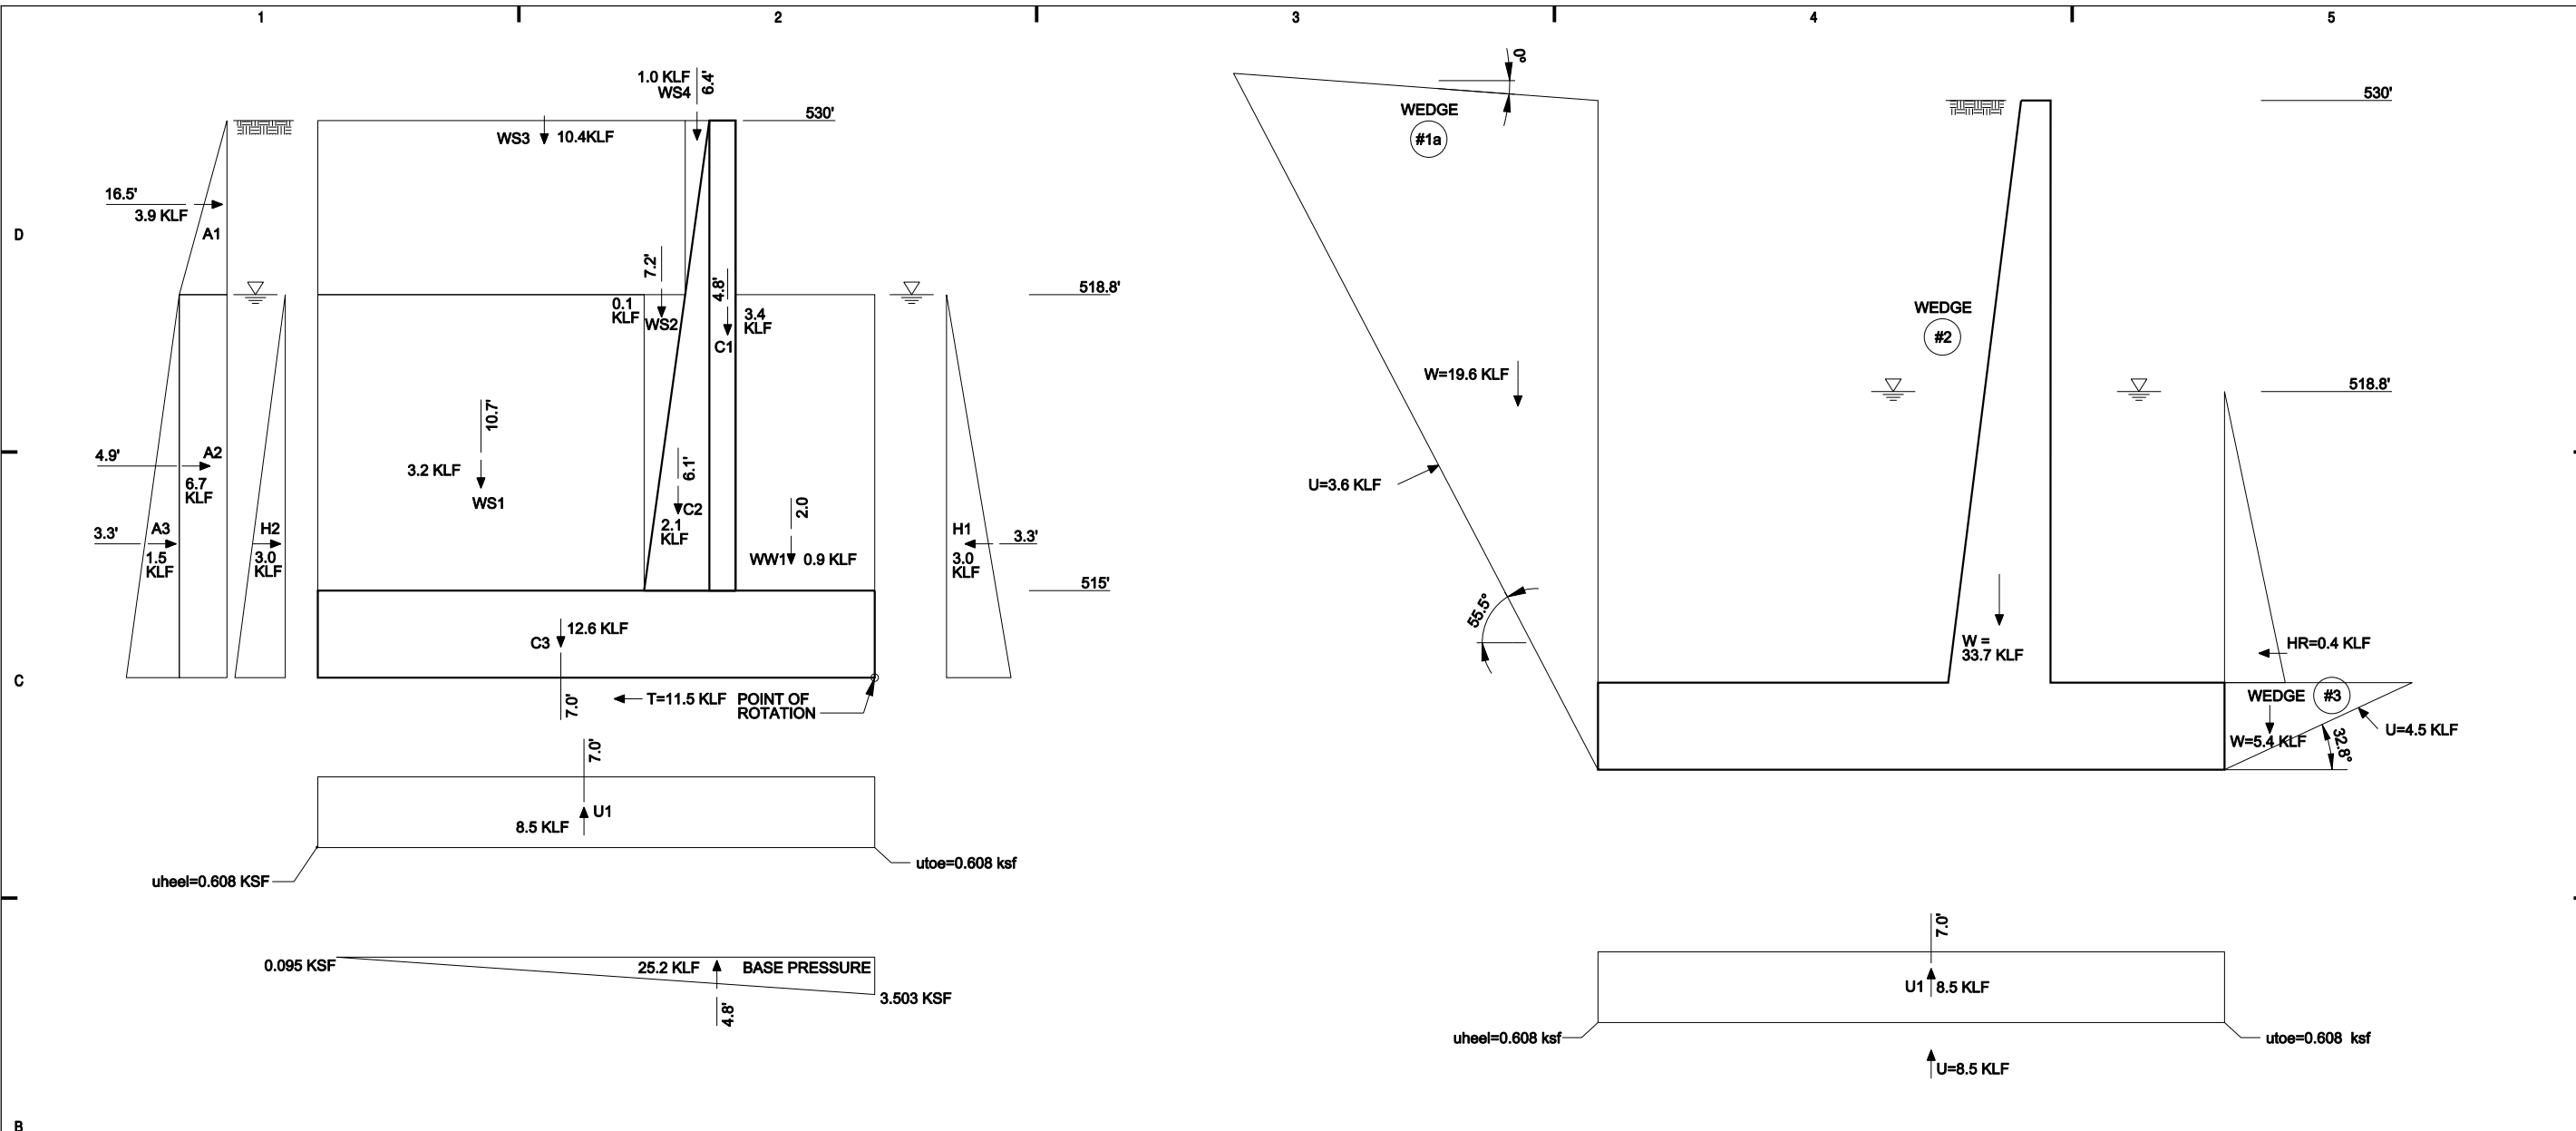 1
2
3
4
5
D
C
B
1.0 KLF
WS4
6.4'
530'
WS3
10.4KLF
16.5'
3.9 KLF
A1
7.2'
4.8'
518.8'
0.1
KLF
WS2
3.4
KLF
C1
10.7'
3.2 KLF
WS1
4.9'
A2
6.7
KLF
6.1'
C2
2.1
KLF
2.0
WW1
0.9 KLF
3.3'
A3
1.5
KLF
H2
3.0
KLF
H1
3.0
KLF
3.3'
515'
12.6 KLF
C3
7.0'
T=11.5 KLF
POINT OF
ROTATION
7.0'
U1
8.5 KLF
uheel=0.608 KSF
utoe=0.608 ksf
0.095 KSF
25.2 KLF
BASE PRESSURE
3.503 KSF
4.8'
0°
WEDGE
#1a
530'
WEDGE
#2
W=19.6 KLF
518.8'
U=3.6 KLF
55.5°
W =
33.7 KLF
HR=0.4 KLF
WEDGE
#3
W=5.4 KLF
U=4.5 KLF
32.8°
7.0'
U1
8.5 KLF
uheel=0.608 ksf
utoe=0.608 ksf
U=8.5 KLF